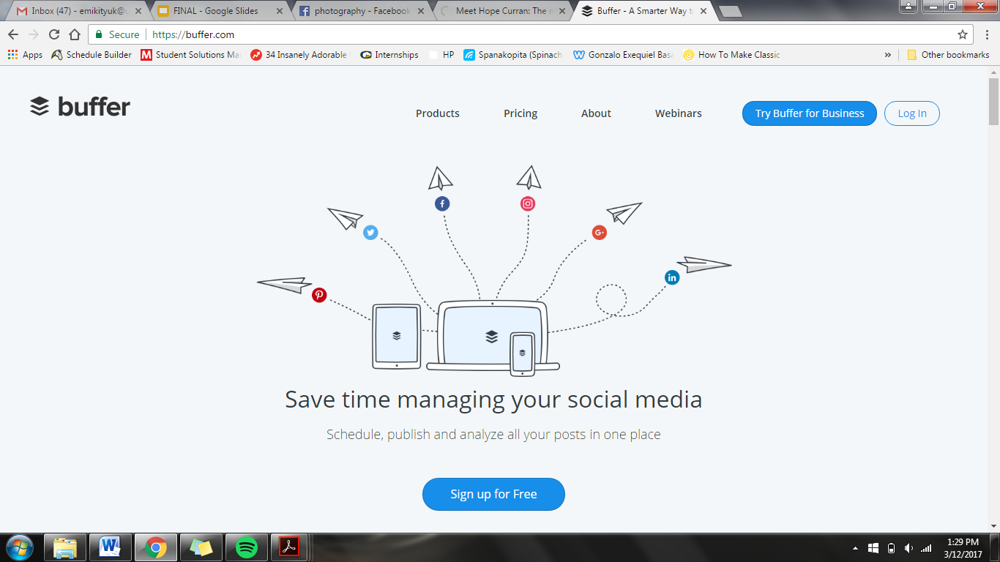 Inbox (47) - emikityuk@u
FINAL - Google Slides
photography - Facebook
Meet Hope Curran: The n
Buffer - A Smarter Way to
Secure
https://buffer.com
Apps
Schedule Builder
Student Solutions Ma
34 Insanely Adorable
Internships
HP
Spanakopita (Spinach
Gonzalo Exequiel Basa
How To Make Classic
»
Other bookmarks
buffer
Products
Pricing
About
Webinars
Try Buffer for Business
Log In
Save time managing your social media
Schedule, publish and analyze all your posts in one place
Sign up for Free
1:29 PM
3/12/2017